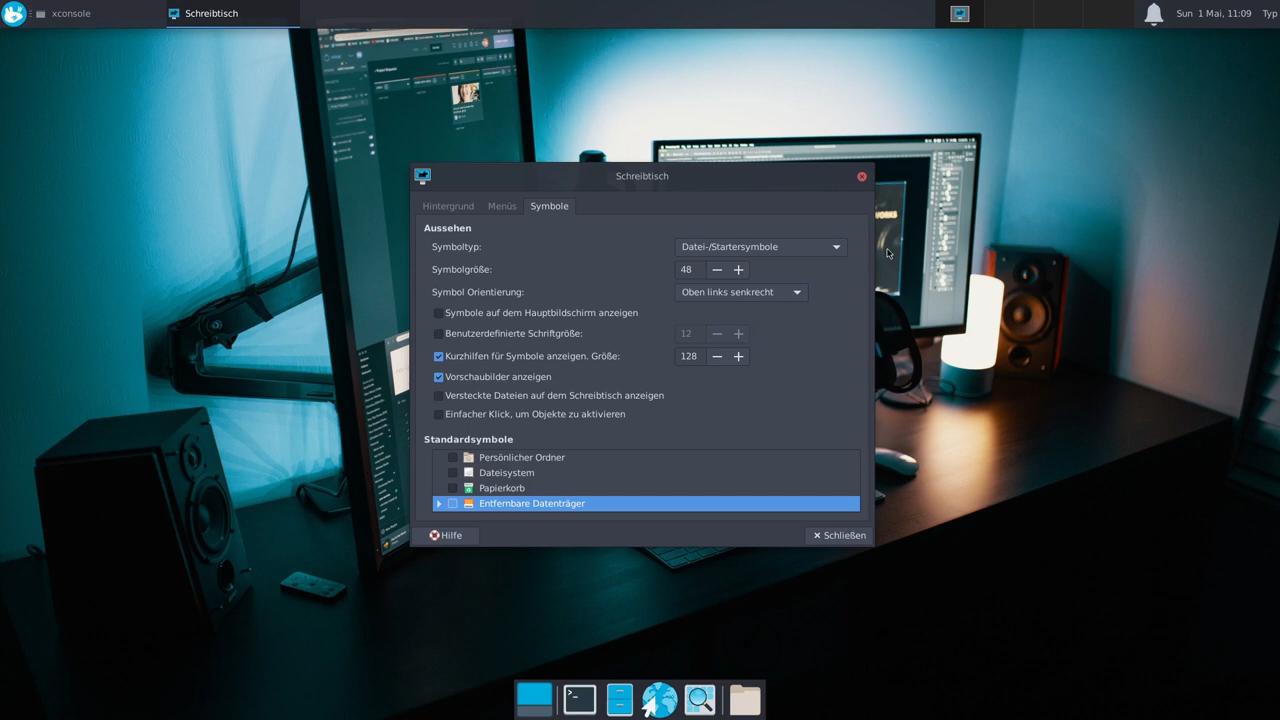 xconsole
Schreibtisch
Sun 1 Mai, 11:09
Typ
Schreibtisch
Hintergrund
Menüs
Symbole
Aussehen
Symboltyp:
Datei-/Startersymbole
Symbolgröße:
48
Symbol Orientierung:
Oben links senkrecht
Symbole auf dem Hauptbildschirm anzeigen
Benutzerdefinierte Schriftgröße:
12
Kurzhilfen für Symbole anzeigen. Größe:
128
Vorschaubilder anzeigen
Versteckte Dateien auf dem Schreibtisch anzeigen
Einfacher Klick, um Objekte zu aktivieren
Standardsymbole
Persönlicher Ordner
Dateisystem
Papierkorb
Entfernbare Datenträger
Hilfe
Schließen